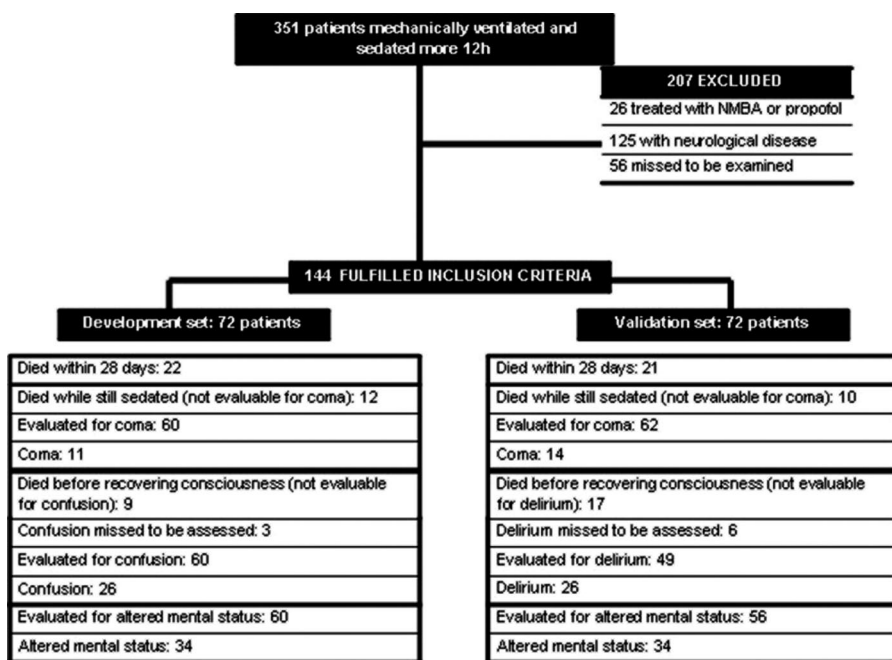 351 patients mechanically ventilated and
sedated more 12h
207 EXCLUDED
26 treated with NMBA or propofol
125 with neurological disease
56 missed to be examined
144 FULFILLED INCLUSION CRITERIA
Development set: 72 patients
Died within 28 days: 22
Died while still sedated (not evaluable for coma): 12
Evaluated for coma: 60
Coma: 11
Died before recovering consciousness (not evaluable
for confusion): 9
Confusion missed to be assessed: 3
Evaluated for confusion: 60
Confusion: 26
Evaluated for altered mental status: 60
Altered mental status: 34
Validation set: 72 patients
Died within 28 days: 21
Died while still sedated (not evaluable for coma): 10
Evaluated for coma: 62
Coma: 14
Died before recovering consciousness (not evaluable
for delirium): 17
Delirium missed to be assessed: 6
Evaluated for delirium: 49
Delirium: 26
Evaluated for altered mental status: 56
Altered mental status: 34